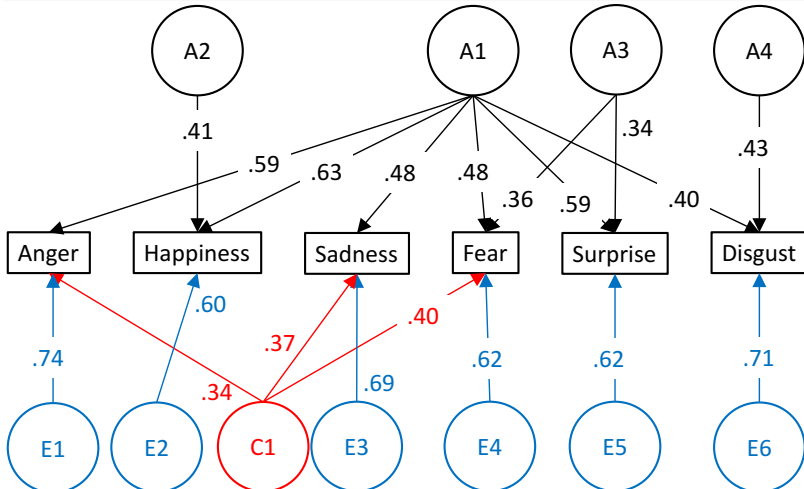 A2 A1 A3 A4
.41 .34 .43
.59 .63 .48 .48 .36 .59 .40
Anger Happiness Sadness Fear Surprise Disgust
.60 .37 .40
.74 .34 .69 .62 .62 .71
E1 E2 C1 E3 E4 E5 E6